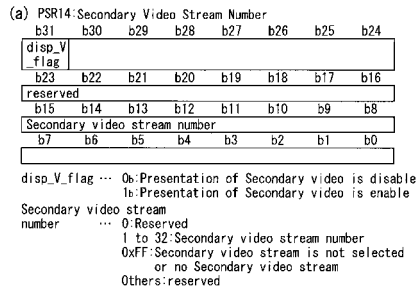 (a) PSR14:Secondary Video Stream Number
b31 b30 b29 b28 b27 b26 b25 b24
disp_V
_flag
b23 b22 b21 b20 b19 b18 b17 b16
reserved
b15 b14 b13 b12 b11 b10 b9 b8
Secondary video stream number
b7 b6 b5 b4 b3 b2 b1 b0
disp_V_flag ··· 0b:Presentation of Secondary video is disable
1b:Presentation of Secondary video is enable
Secondary video stream
number ··· 0:Reserved
1 to 32:Secondary video stream number
0xFF:Secondary video stream is not selected
or no Secondary video stream
Others:reserved